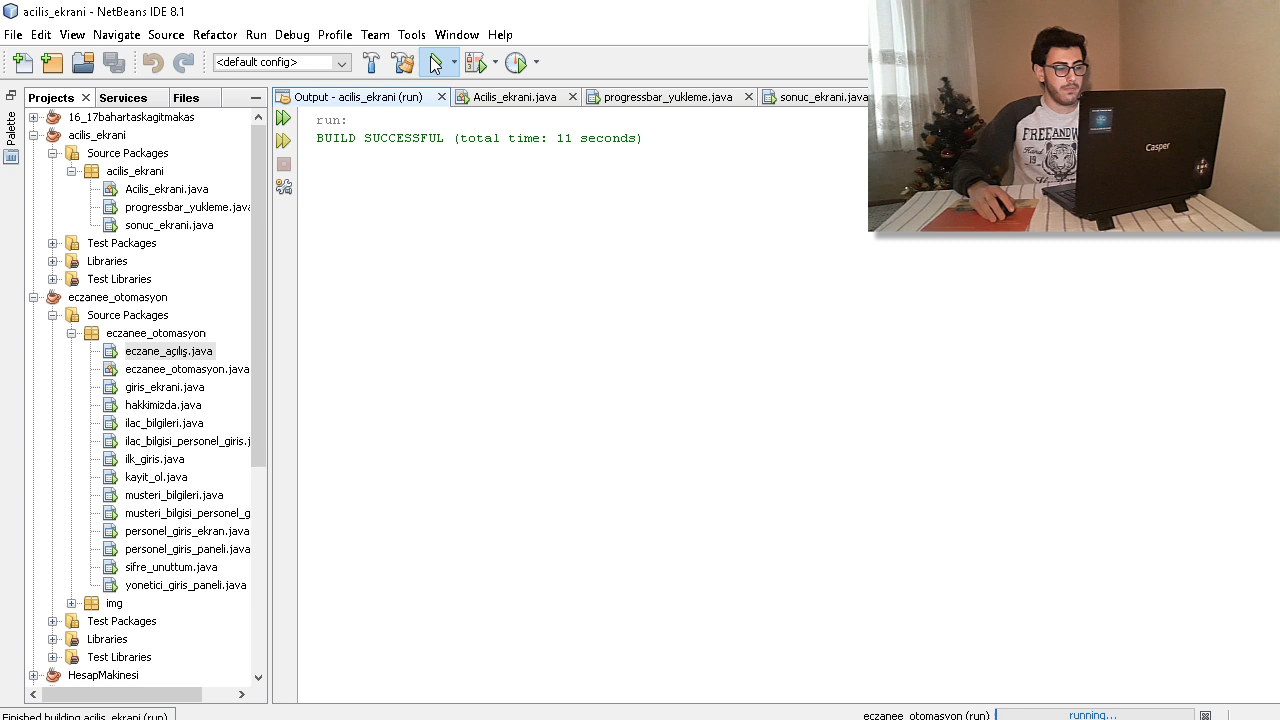 acilis_ekrani - NetBeans IDE 8.1
File Edit View Navigate Source Refactor Run Debug Profile Team Tools Window Help
<default config>
Palette
Projects Services Files
16_17bahartaskagitmakas
acilis_ekrani
Source Packages
acilis_ekrani
Acilis_ekrani.java
progressbar_yukleme.java
sonuc_ekrani.java
Test Packages
Libraries
Test Libraries
eczanee_otomasyon
Source Packages
eczanee_otomasyon
eczane_açılış.java
eczanee_otomasyon.java
giris_ekrani.java
hakkimizda.java
ilac_bilgileri.java
ilac_bilgisi_personel_giris.j
ilk_giris.java
kayit_ol.java
musteri_bilgileri.java
musteri_bilgisi_personel_g
personel_giris_ekran.java
personel_giris_paneli.java
sifre_unuttum.java
yonetici_giris_paneli.java
img
Test Packages
Libraries
Test Libraries
HesapMakinesi
Output - acilis_ekrani (run) Acilis_ekrani.java progressbar_yukleme.java sonuc_ekrani.java
run:
BUILD SUCCESSFUL (total time: 11 seconds)
FREEANDW
Hard
19
Casper
Finished building acilis_ekrani (run).
eczanee_otomasyon (run) running...